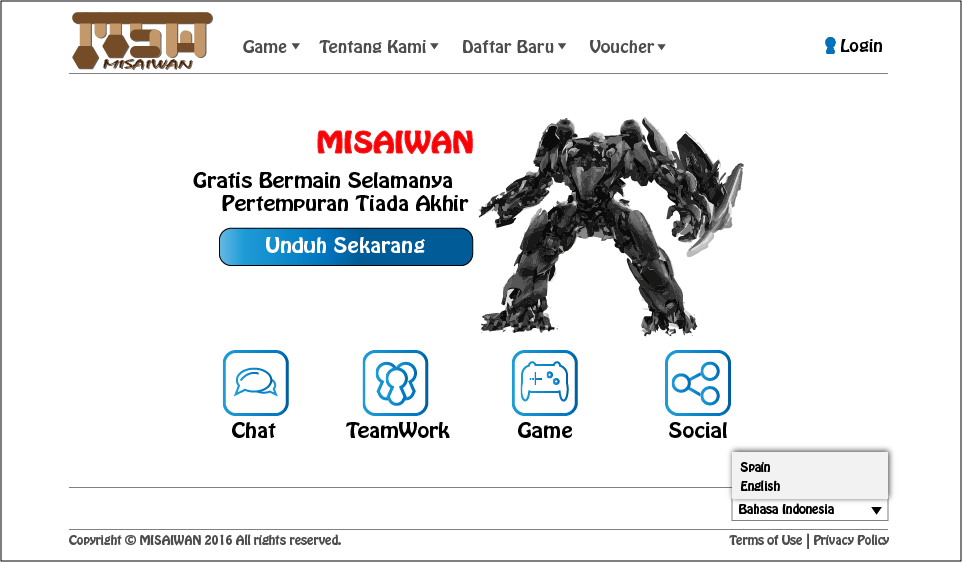 MSW
MISAIWAN
Game Tentang Kami Daftar Baru Voucher Login
MISAIWAN
Gratis Bermain Selamanya
Pertempuran Tiada Akhir
Unduh Sekarang
Chat TeamWork Game Social
Spain
English
Bahasa Indonesia
Copyright © MISAIWAN 2016 All rights reserved. Terms of Use | Privacy Policy